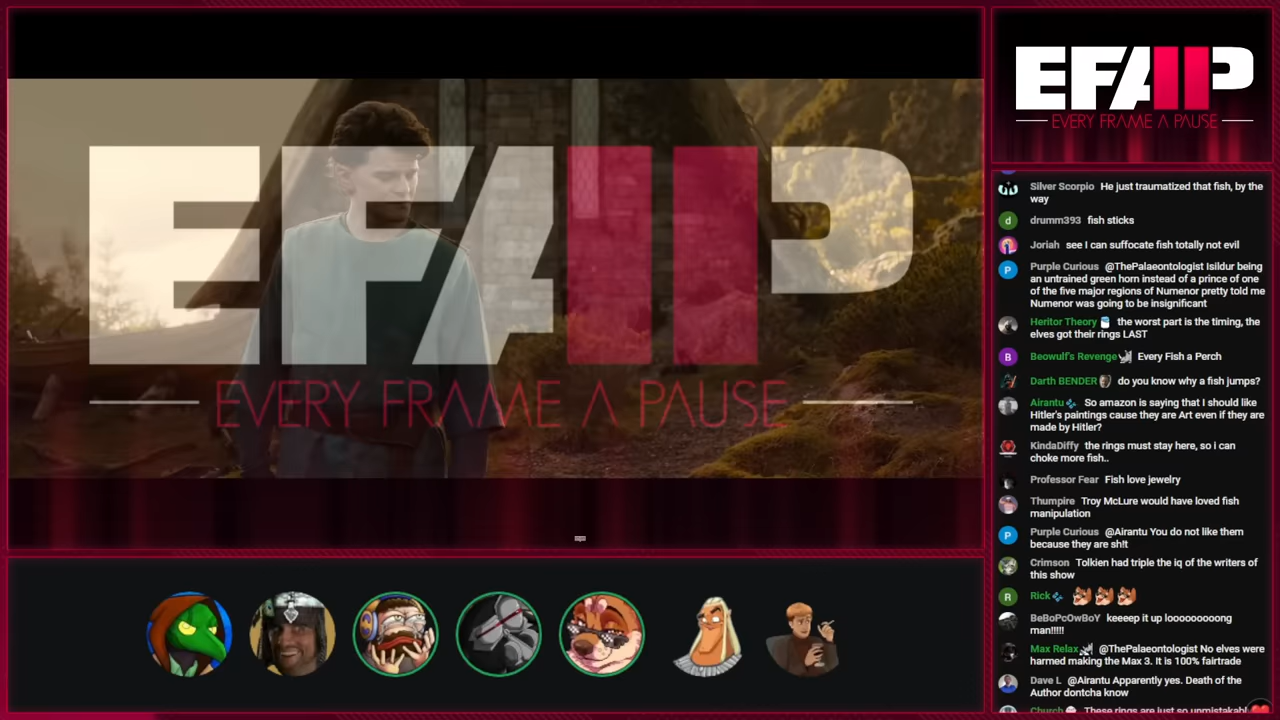 EFAP
EVERY FRAME A PAUSE
EFAP
EVERY FRAME A PAUSE
Silver Scorpio He just traumatized that fish, by the
way
d drumm393 fish sticks
Joriah see I can suffocate fish totally not evil
P Purple Curious @ThePalaeontologist Isildur being
an untrained green horn instead of a prince of one
of the five major regions of Numenor pretty told me
Numenor was going to be insignificant
Heritor Theory the worst part is the timing, the
elves got their rings LAST
B Beowulf's Revenge Every Fish a Perch
Darth BENDER do you know why a fish jumps?
Airantu So amazon is saying that I should like
Hitler's paintings cause they are Art even if they are
made by Hitler?
KindaDiffy the rings must stay here, so i can
choke more fish..
Professor Fear Fish love jewelry
Thumpire Troy McLure would have loved fish
manipulation
P Purple Curious @Airantu You do not like them
because they are sh!t
Crimson Tolkien had triple the iq of the writers of
this show
R Rick
BeBoPcOwBoY keeeep it up looooooooong
man!!!!!
Max Relax @ThePalaeontologist No elves were
harmed making the Max 3. It is 100% fairtrade
Dave L @Airantu Apparently yes. Death of the
Author dontcha know
Church These rings are just so unmistakabl